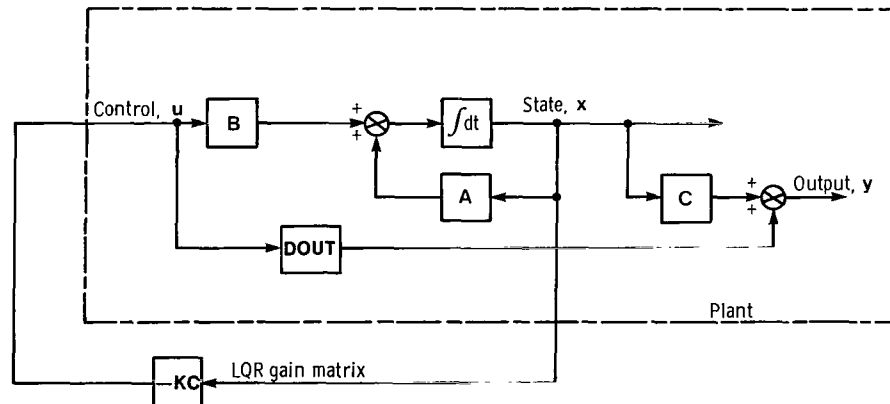 Control, u
B
+
+
∫dt
State, x
A
C
+
+
Output, y
DOUT
Plant
—KC
LQR gain matrix